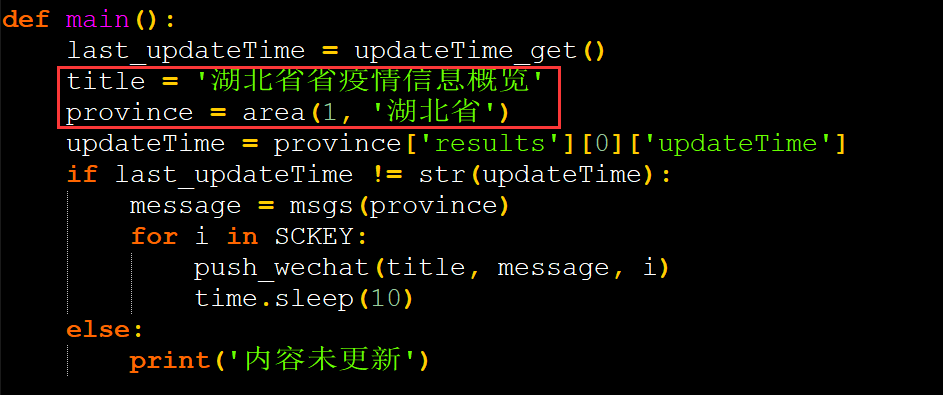 def main():
    last_updateTime = updateTime_get()
    title = '湖北省省疫情信息概览'
    province = area(1, '湖北省')
    updateTime = province['results'][0]['updateTime']
    if last_updateTime != str(updateTime):
        message = msgs(province)
        for i in SCKEY:
            push_wechat(title, message, i)
            time.sleep(10)
    else:
        print('内容未更新')